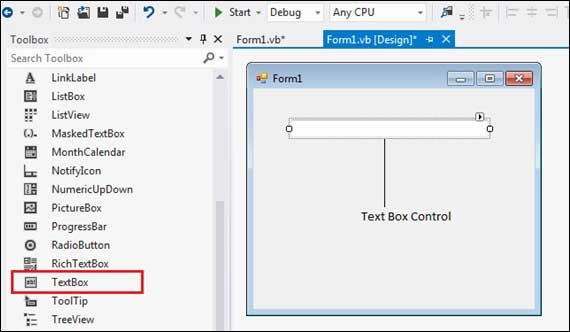 Start Debug Any CPU
Toolbox
Form1.vb*
Form1.vb [Design]*
Search Toolbox
LinkLabel
ListBox
ListView
MaskedTextBox
MonthCalendar
NotifyIcon
NumericUpDown
PictureBox
ProgressBar
RadioButton
RichTextBox
TextBox
ToolTip
TreeView
Form1
Text Box Control